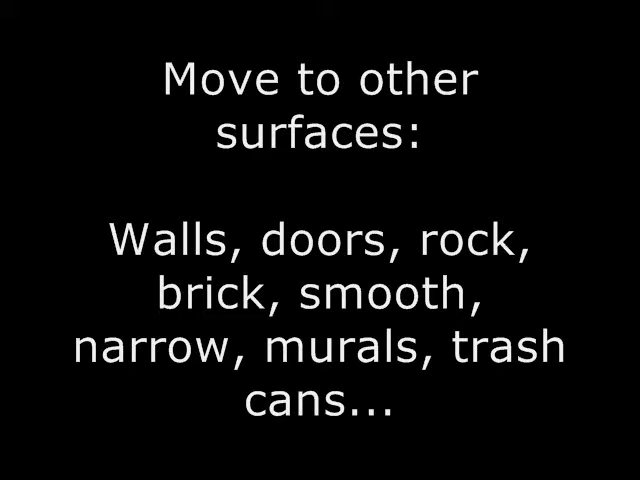 Move to other
surfaces:
Walls, doors, rock,
brick, smooth,
narrow, murals, trash
cans...